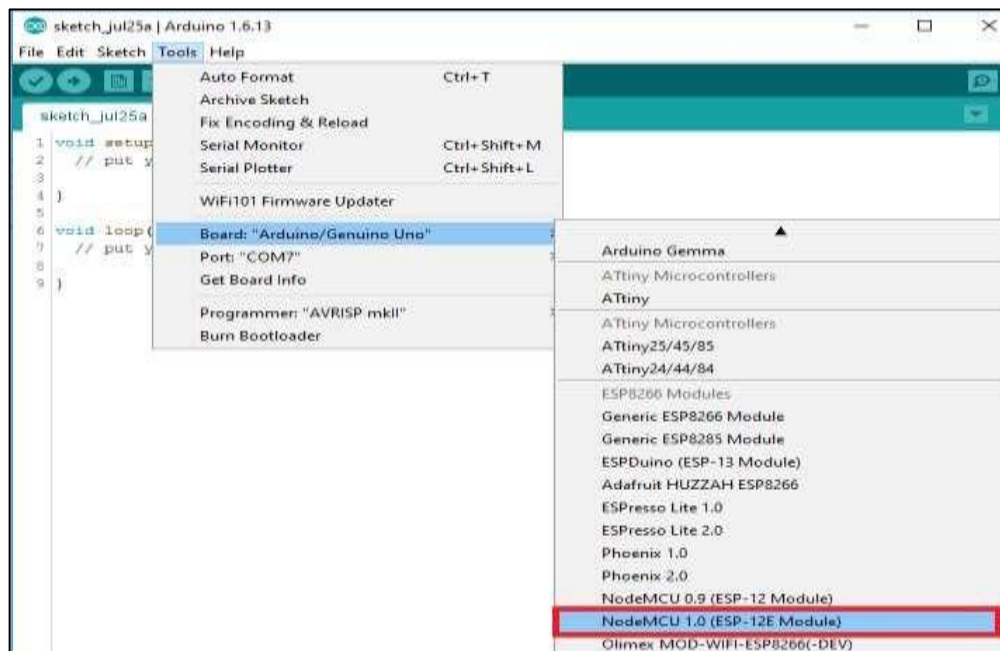 sketch_jul25a | Arduino 1.6.13
File Edit Sketch Tools Help
sketch_jul25a
Auto Format Ctrl+T
Archive Sketch
Fix Encoding & Reload
Serial Monitor Ctrl+Shift+M
Serial Plotter Ctrl+Shift+L
WiFi101 Firmware Updater
Board: "Arduino/Genuino Uno"
Port: "COM7"
Get Board Info
Programmer: "AVRISP mkII"
Burn Bootloader
1 void setup
2 // put y
3
4 }
5
6 void loop(
7 // put y
8
9 }
Arduino Gemma
ATtiny Microcontrollers
ATtiny
ATtiny Microcontrollers
ATtiny25/45/85
ATtiny24/44/84
ESP8266 Modules
Generic ESP8266 Module
Generic ESP8285 Module
ESPDuino (ESP-13 Module)
Adafruit HUZZAH ESP8266
ESPresso Lite 1.0
ESPresso Lite 2.0
Phoenix 1.0
Phoenix 2.0
NodeMCU 0.9 (ESP-12 Module)
NodeMCU 1.0 (ESP-12E Module)
Olimex MOD-WIFI-ESP8266(-DEV)